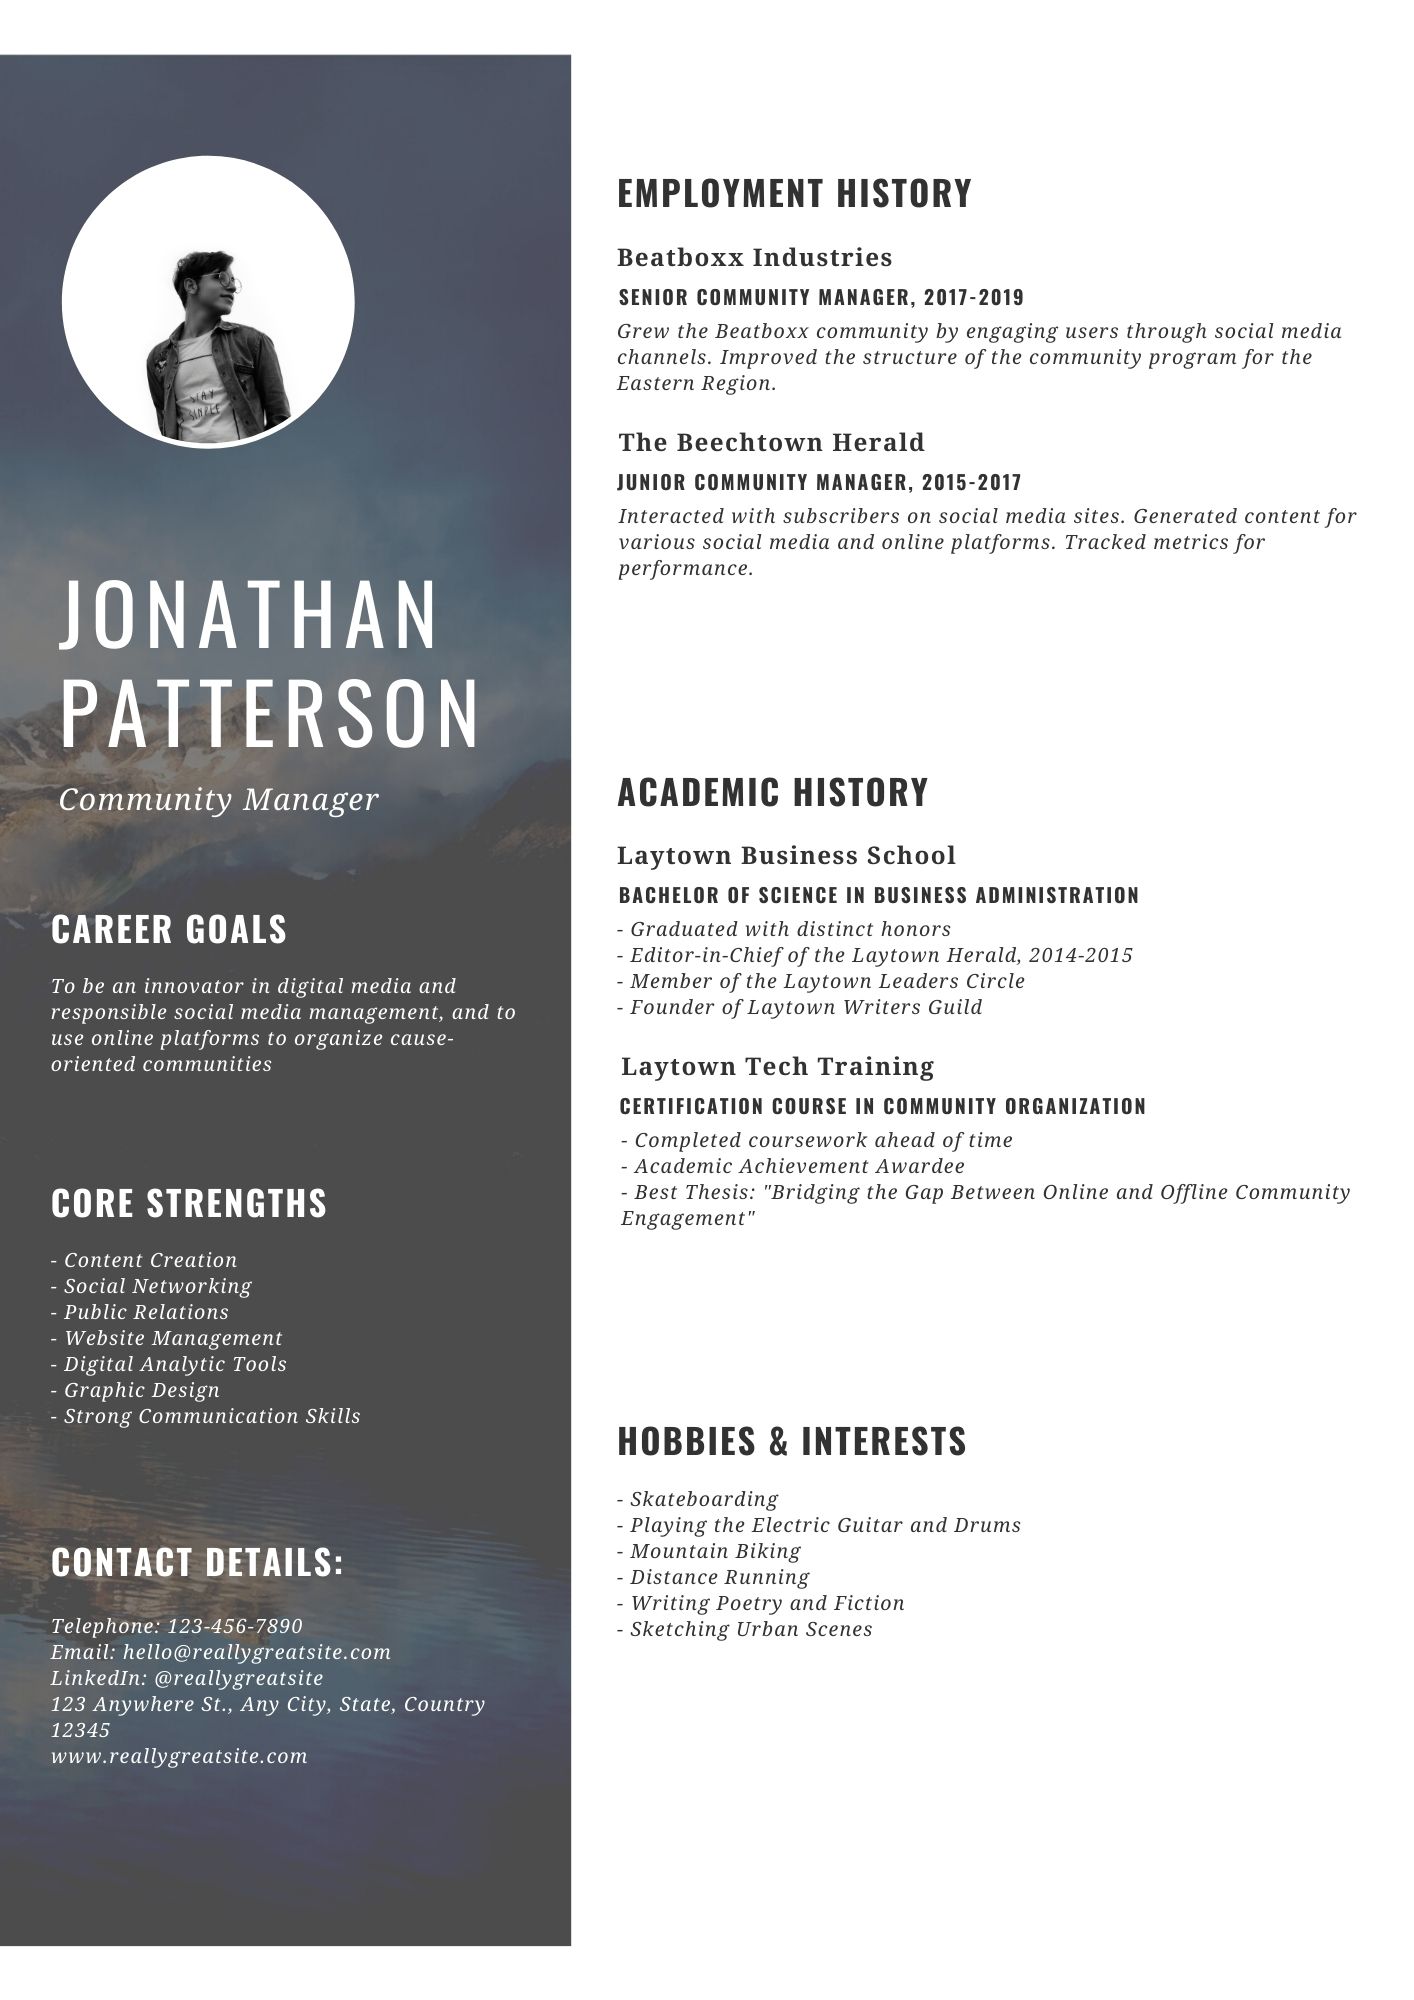 JONATHAN
PATTERSON
Community Manager
CAREER GOALS
To be an innovator in digital media and
responsible social media management, and to
use online platforms to organize cause-
oriented communities
CORE STRENGTHS
- Content Creation
- Social Networking
- Public Relations
- Website Management
- Digital Analytic Tools
- Graphic Design
- Strong Communication Skills
CONTACT DETAILS:
Telephone: 123-456-7890
Email: hello@reallygreatsite.com
LinkedIn: @reallygreatsite
123 Anywhere St., Any City, State, Country
12345
www.reallygreatsite.com
STAY
SIMPLE
EMPLOYMENT HISTORY
Beatboxx Industries
SENIOR COMMUNITY MANAGER, 2017-2019
Grew the Beatboxx community by engaging users through social media
channels. Improved the structure of the community program for the
Eastern Region.
The Beechtown Herald
JUNIOR COMMUNITY MANAGER, 2015-2017
Interacted with subscribers on social media sites. Generated content for
various social media and online platforms. Tracked metrics for
performance.
ACADEMIC HISTORY
Laytown Business School
BACHELOR OF SCIENCE IN BUSINESS ADMINISTRATION
- Graduated with distinct honors
- Editor-in-Chief of the Laytown Herald, 2014-2015
- Member of the Laytown Leaders Circle
- Founder of Laytown Writers Guild
Laytown Tech Training
CERTIFICATION COURSE IN COMMUNITY ORGANIZATION
- Completed coursework ahead of time
- Academic Achievement Awardee
- Best Thesis: "Bridging the Gap Between Online and Offline Community
Engagement"
HOBBIES & INTERESTS
- Skateboarding
- Playing the Electric Guitar and Drums
- Mountain Biking
- Distance Running
- Writing Poetry and Fiction
- Sketching Urban Scenes